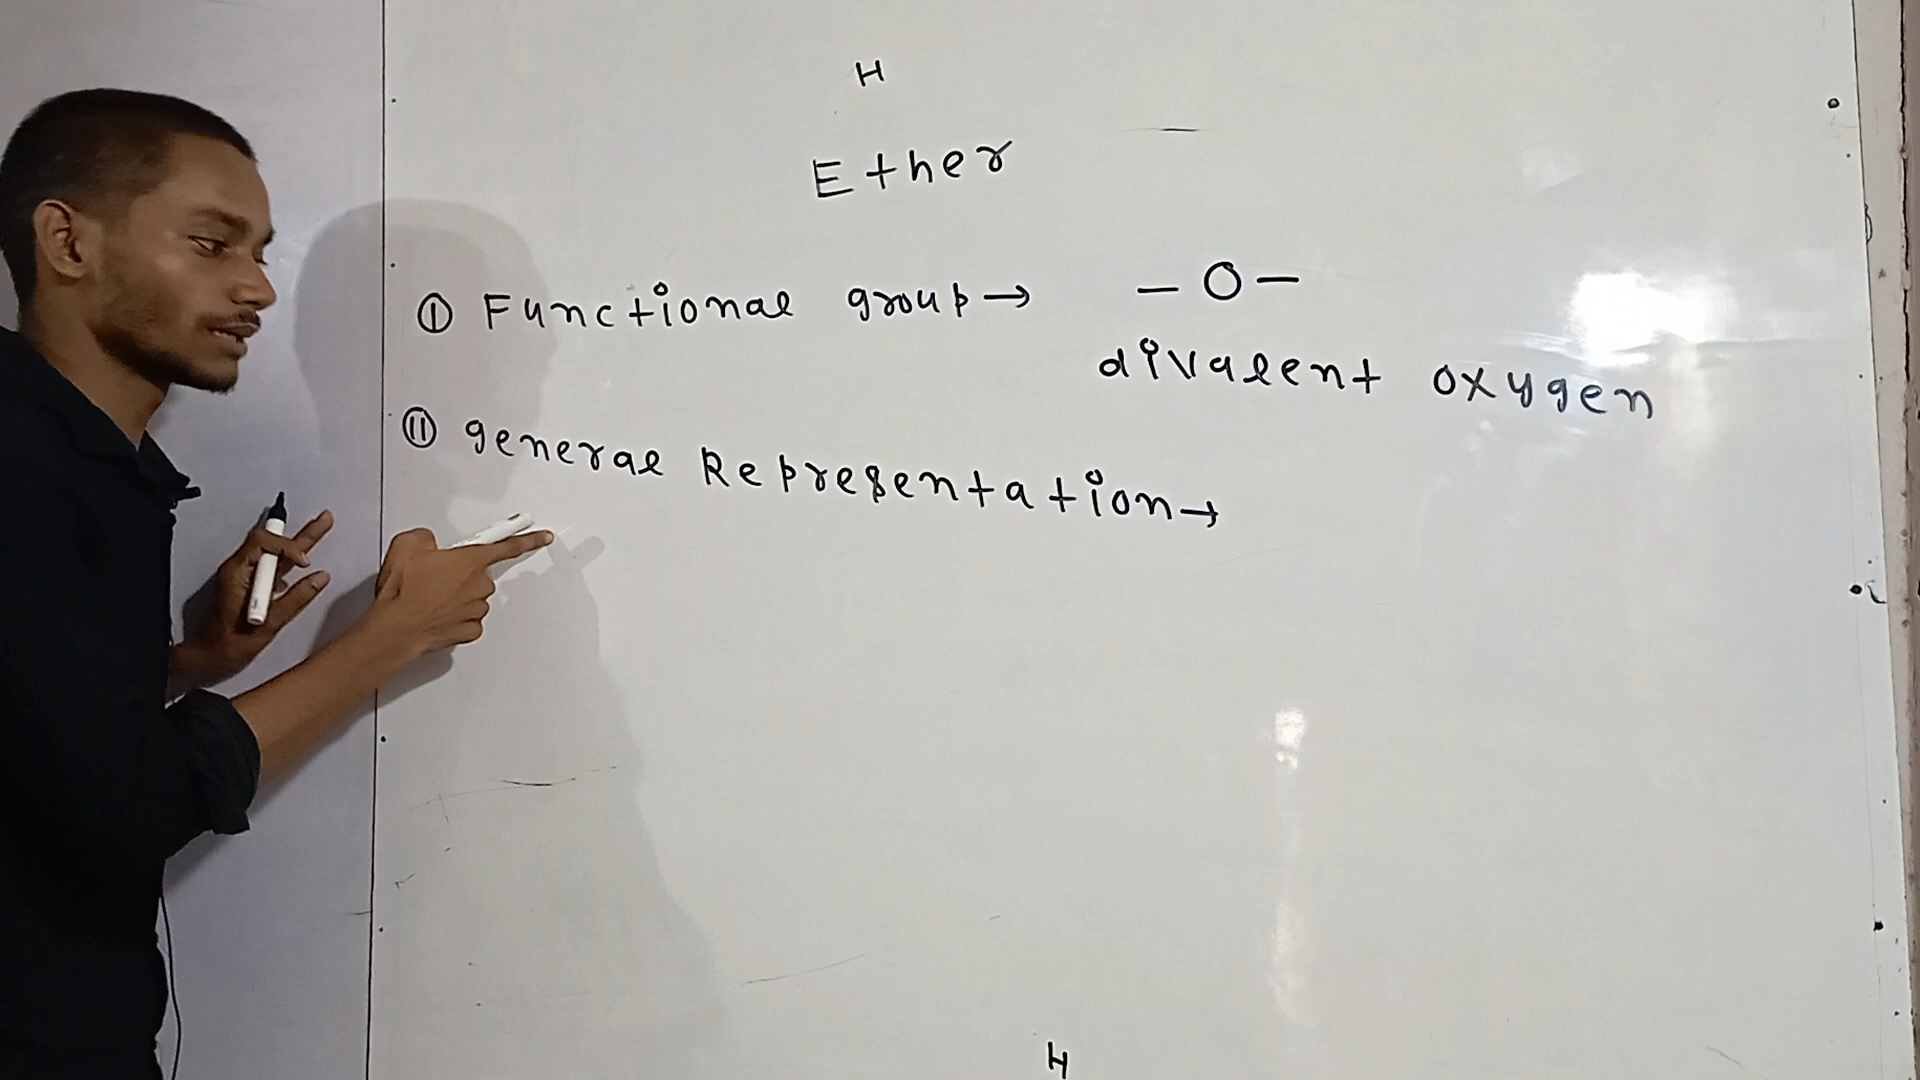 H
Ether
① Functional group → – O –
divalent oxygen
⑪ general Representation →
H